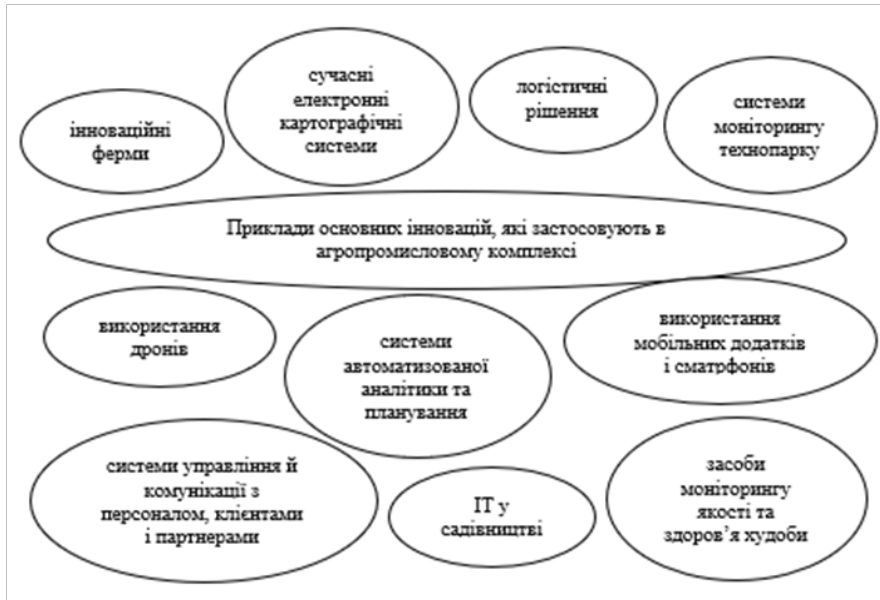 інноваційні
ферми
сучасні
електронні
картографічні
системи
логістичні
рішення
системи
моніторингу
технопарку
Приклади основних інновацій, які застосовують в
агропромисловому комплексі
використання
дронів
системи
автоматизованої
аналітики та
планування
використання
мобільних додатків
і сматрфонів
системи управління й
комунікації з
персоналом, клієнтами
і партнерами
ІТ у
садівництві
засоби
моніторингу
якості та
здоров’я худоби